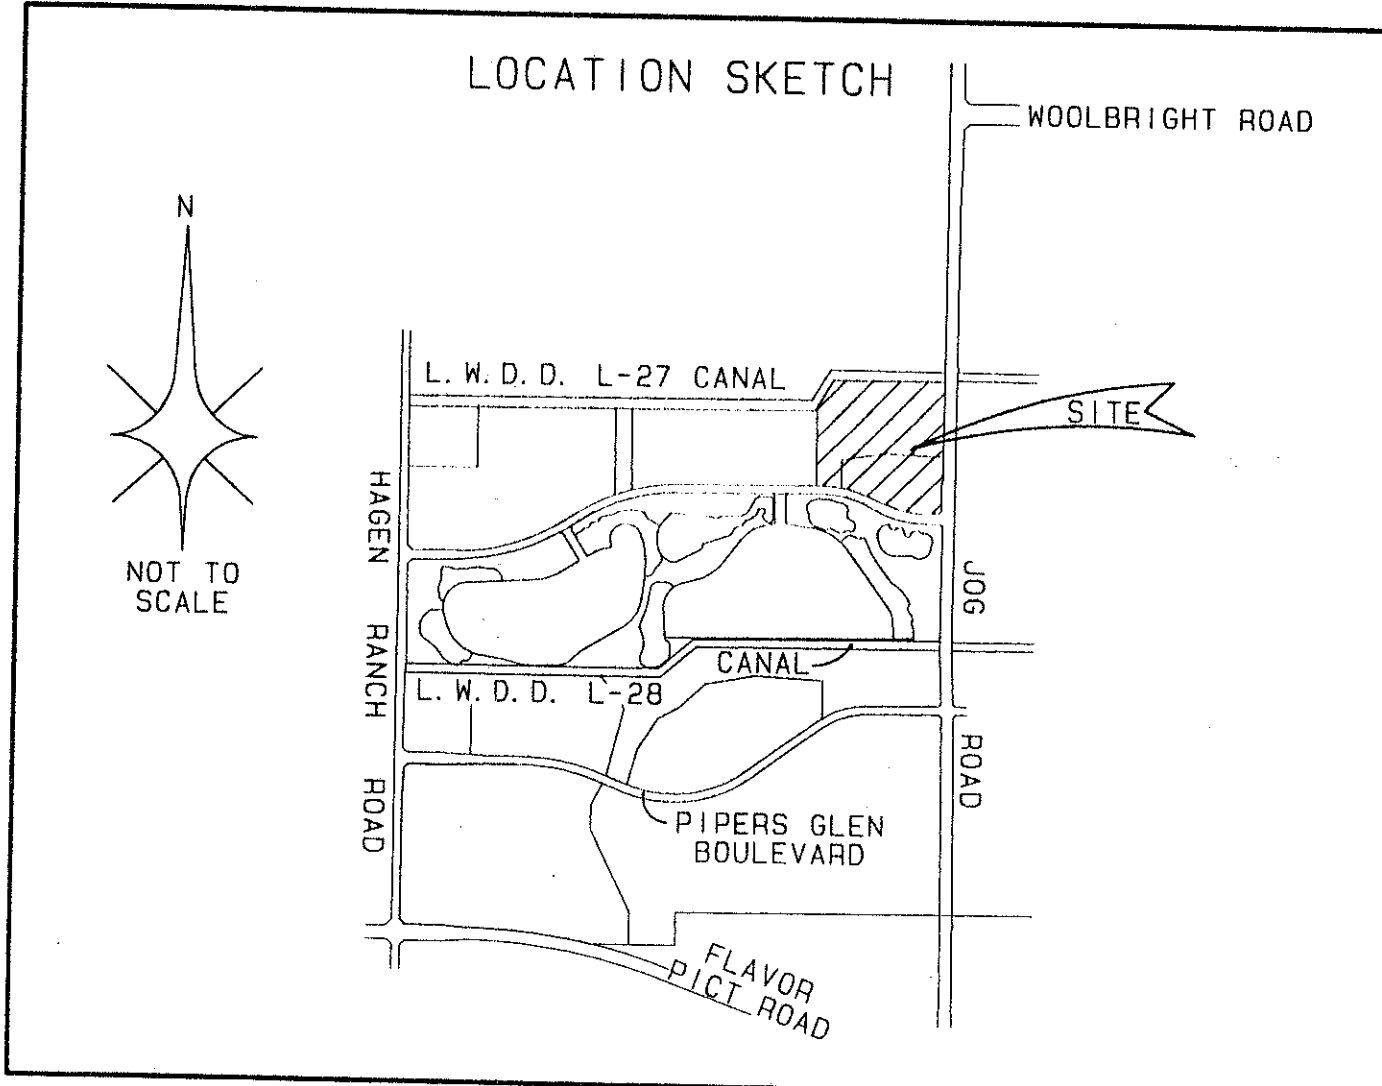 LOCATION SKETCH
WOOLBRIGHT ROAD
N
L. W. D. D. L-27 CANAL
SITE
HAGEN RANCH ROAD
NOT TO
SCALE
JOG ROAD
CANAL
L. W. D. D. L-28
PIPERS GLEN
BOULEVARD
FLAVOR
PICT ROAD